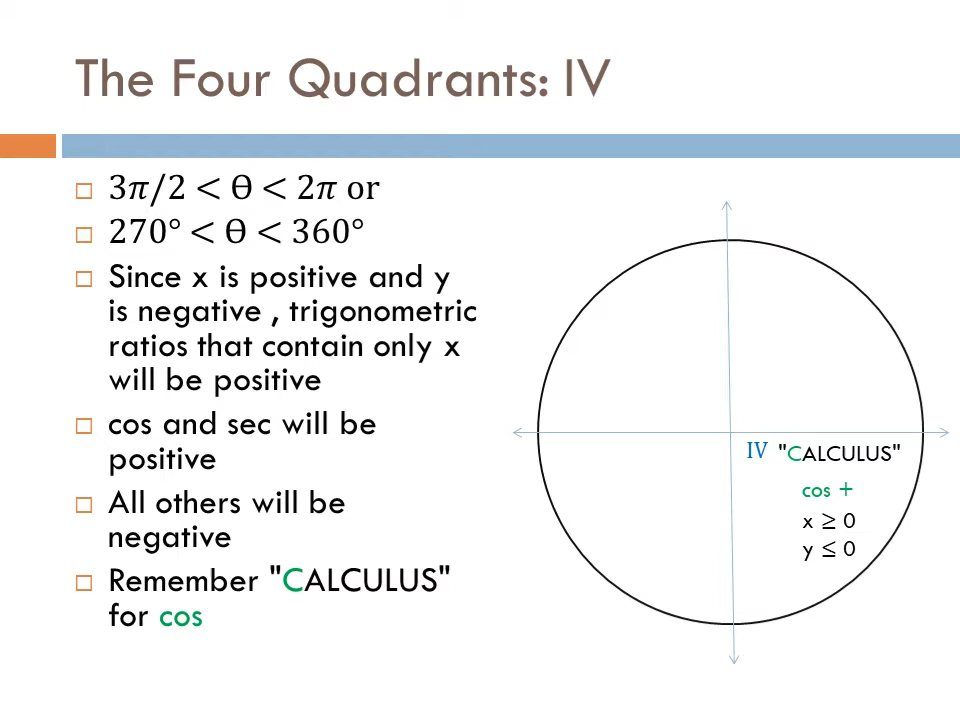 The Four Quadrants: IV
3π/2 < Θ < 2π or
270° < Θ < 360°
Since x is positive and y
is negative , trigonometric
ratios that contain only x
will be positive
cos and sec will be
positive
All others will be
negative
Remember "CALCULUS"
for cos
IV "CALCULUS"
cos +
x ≥ 0
y ≤ 0